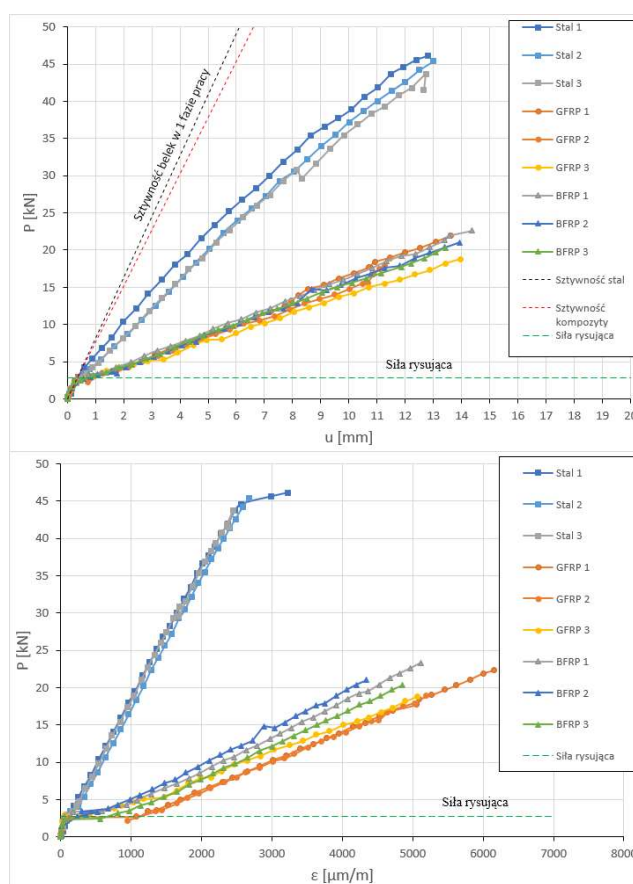 50
45
40
35
30
25
20
15
10
5
0
P [kN]
Sztywność belek w 1 fazie pracy
Siła rysująca
0 1 2 3 4 5 6 7 8 9 10 11 12 13 14 15 16 17 18 19 20
u [mm]
Stal 1
Stal 2
Stal 3
GFRP 1
GFRP 2
GFRP 3
BFRP 1
BFRP 2
BFRP 3
Sztywność stal
Sztywność
kompozyty
Siła rysująca
50
45
40
35
30
25
20
15
10
5
0
P [kN]
Siła rysująca
0 1000 2000 3000 4000 5000 6000 7000 8000
ε [µm/m]
Stal 1
Stal 2
Stal 3
GFRP 1
GFRP 2
GFRP 3
BFRP 1
BFRP 2
BFRP 3
Siła rysująca